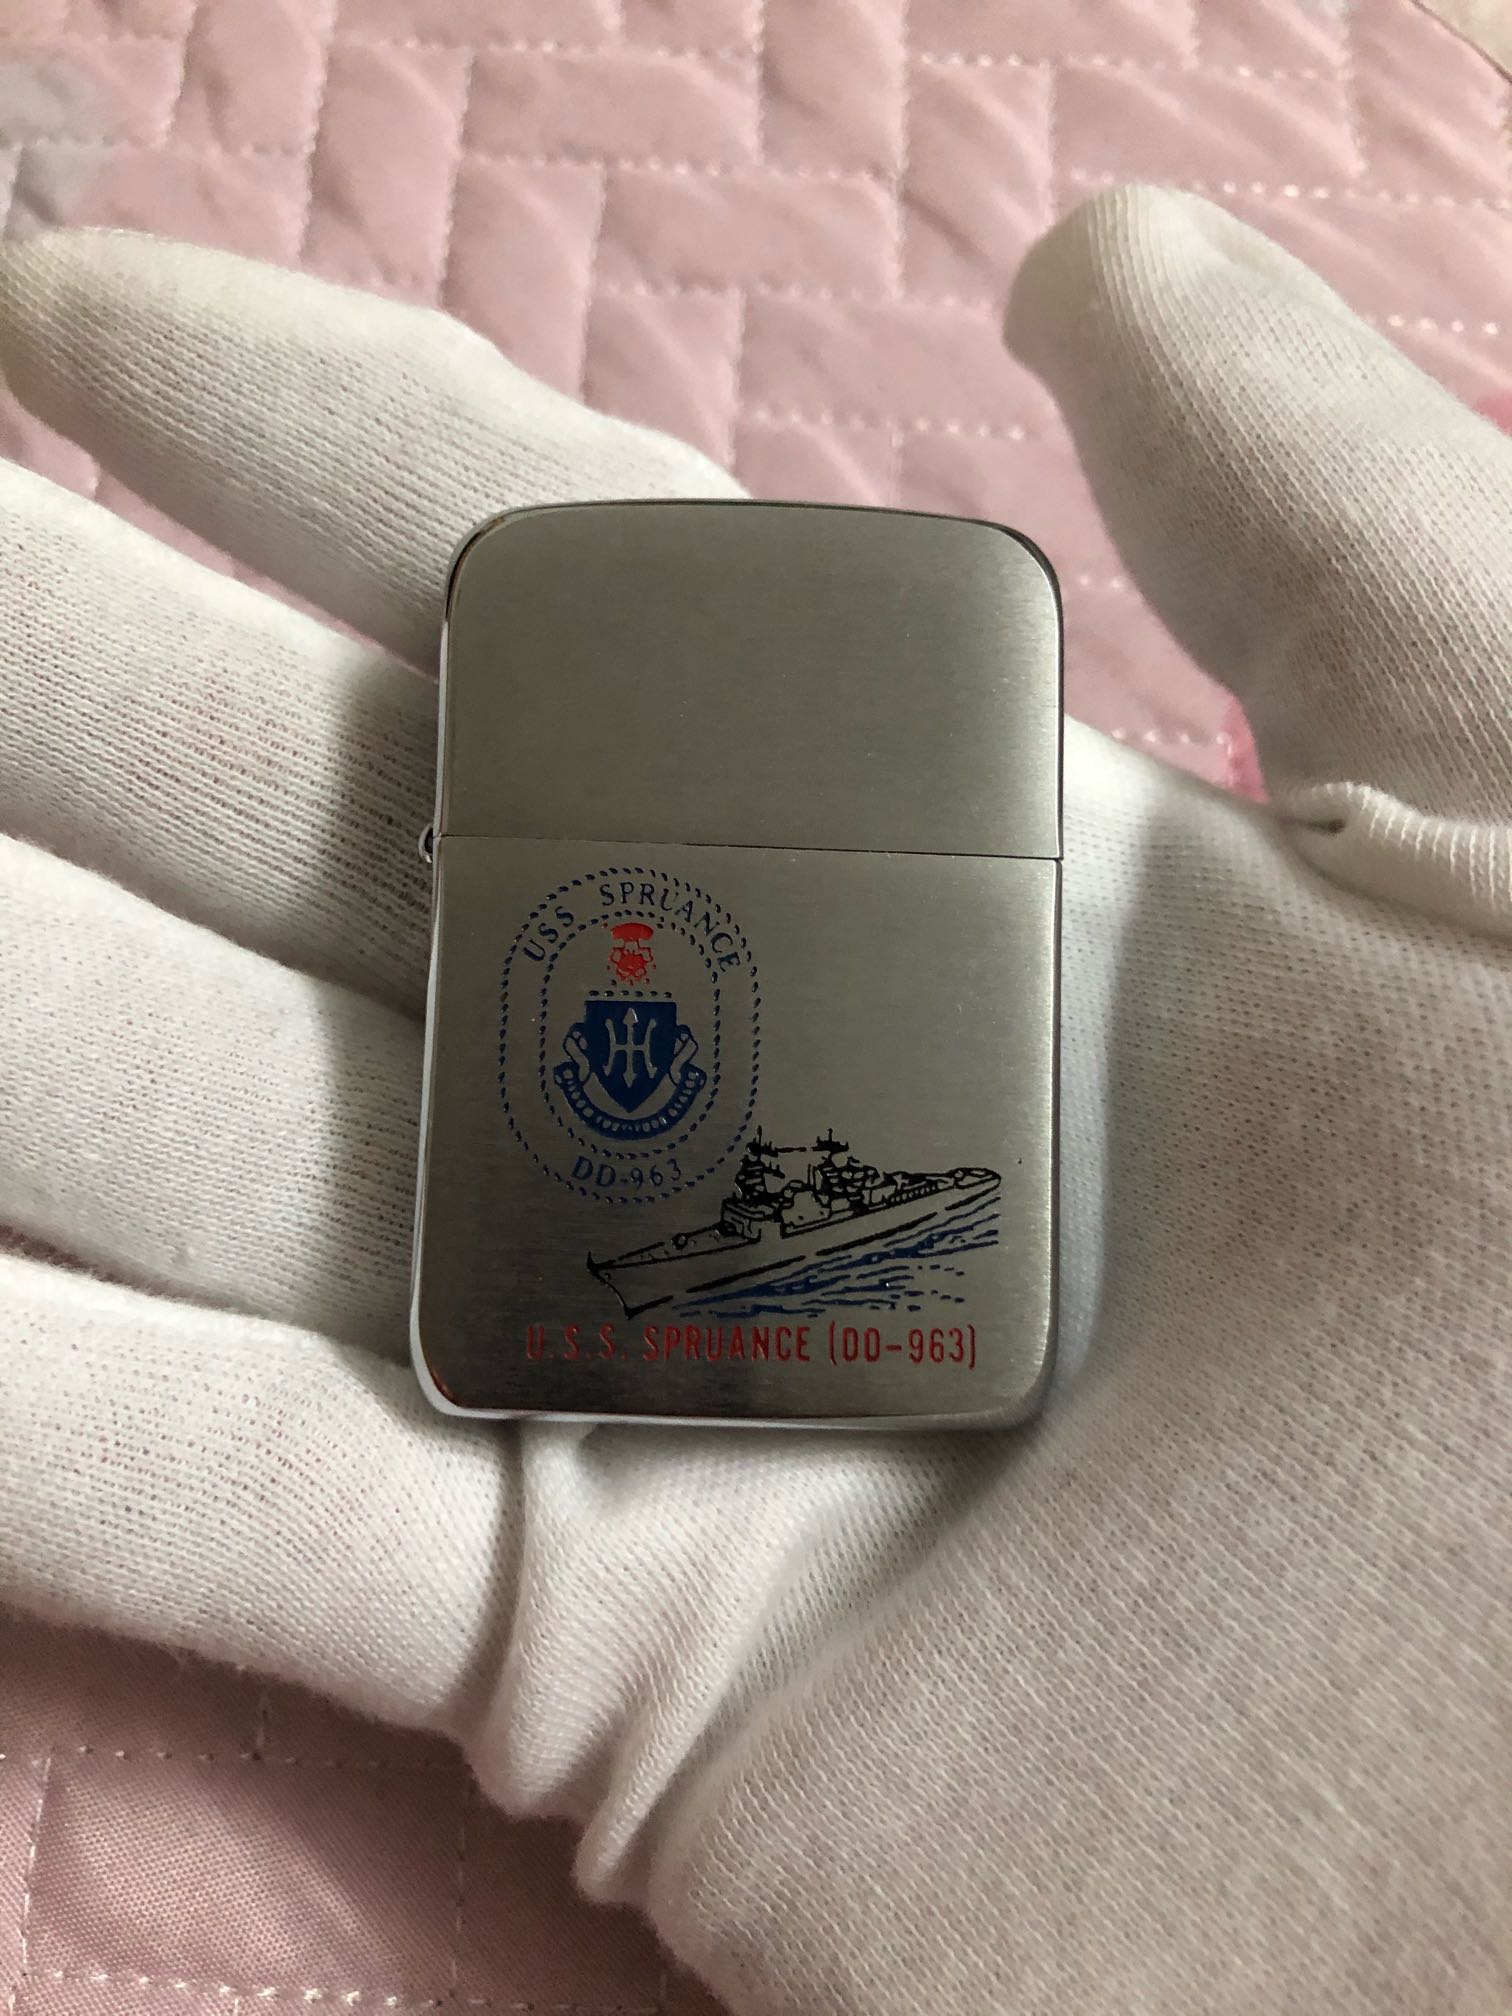 USS SPRUANCE
DD-963
U.S.S. SPRUANCE (DD-963)